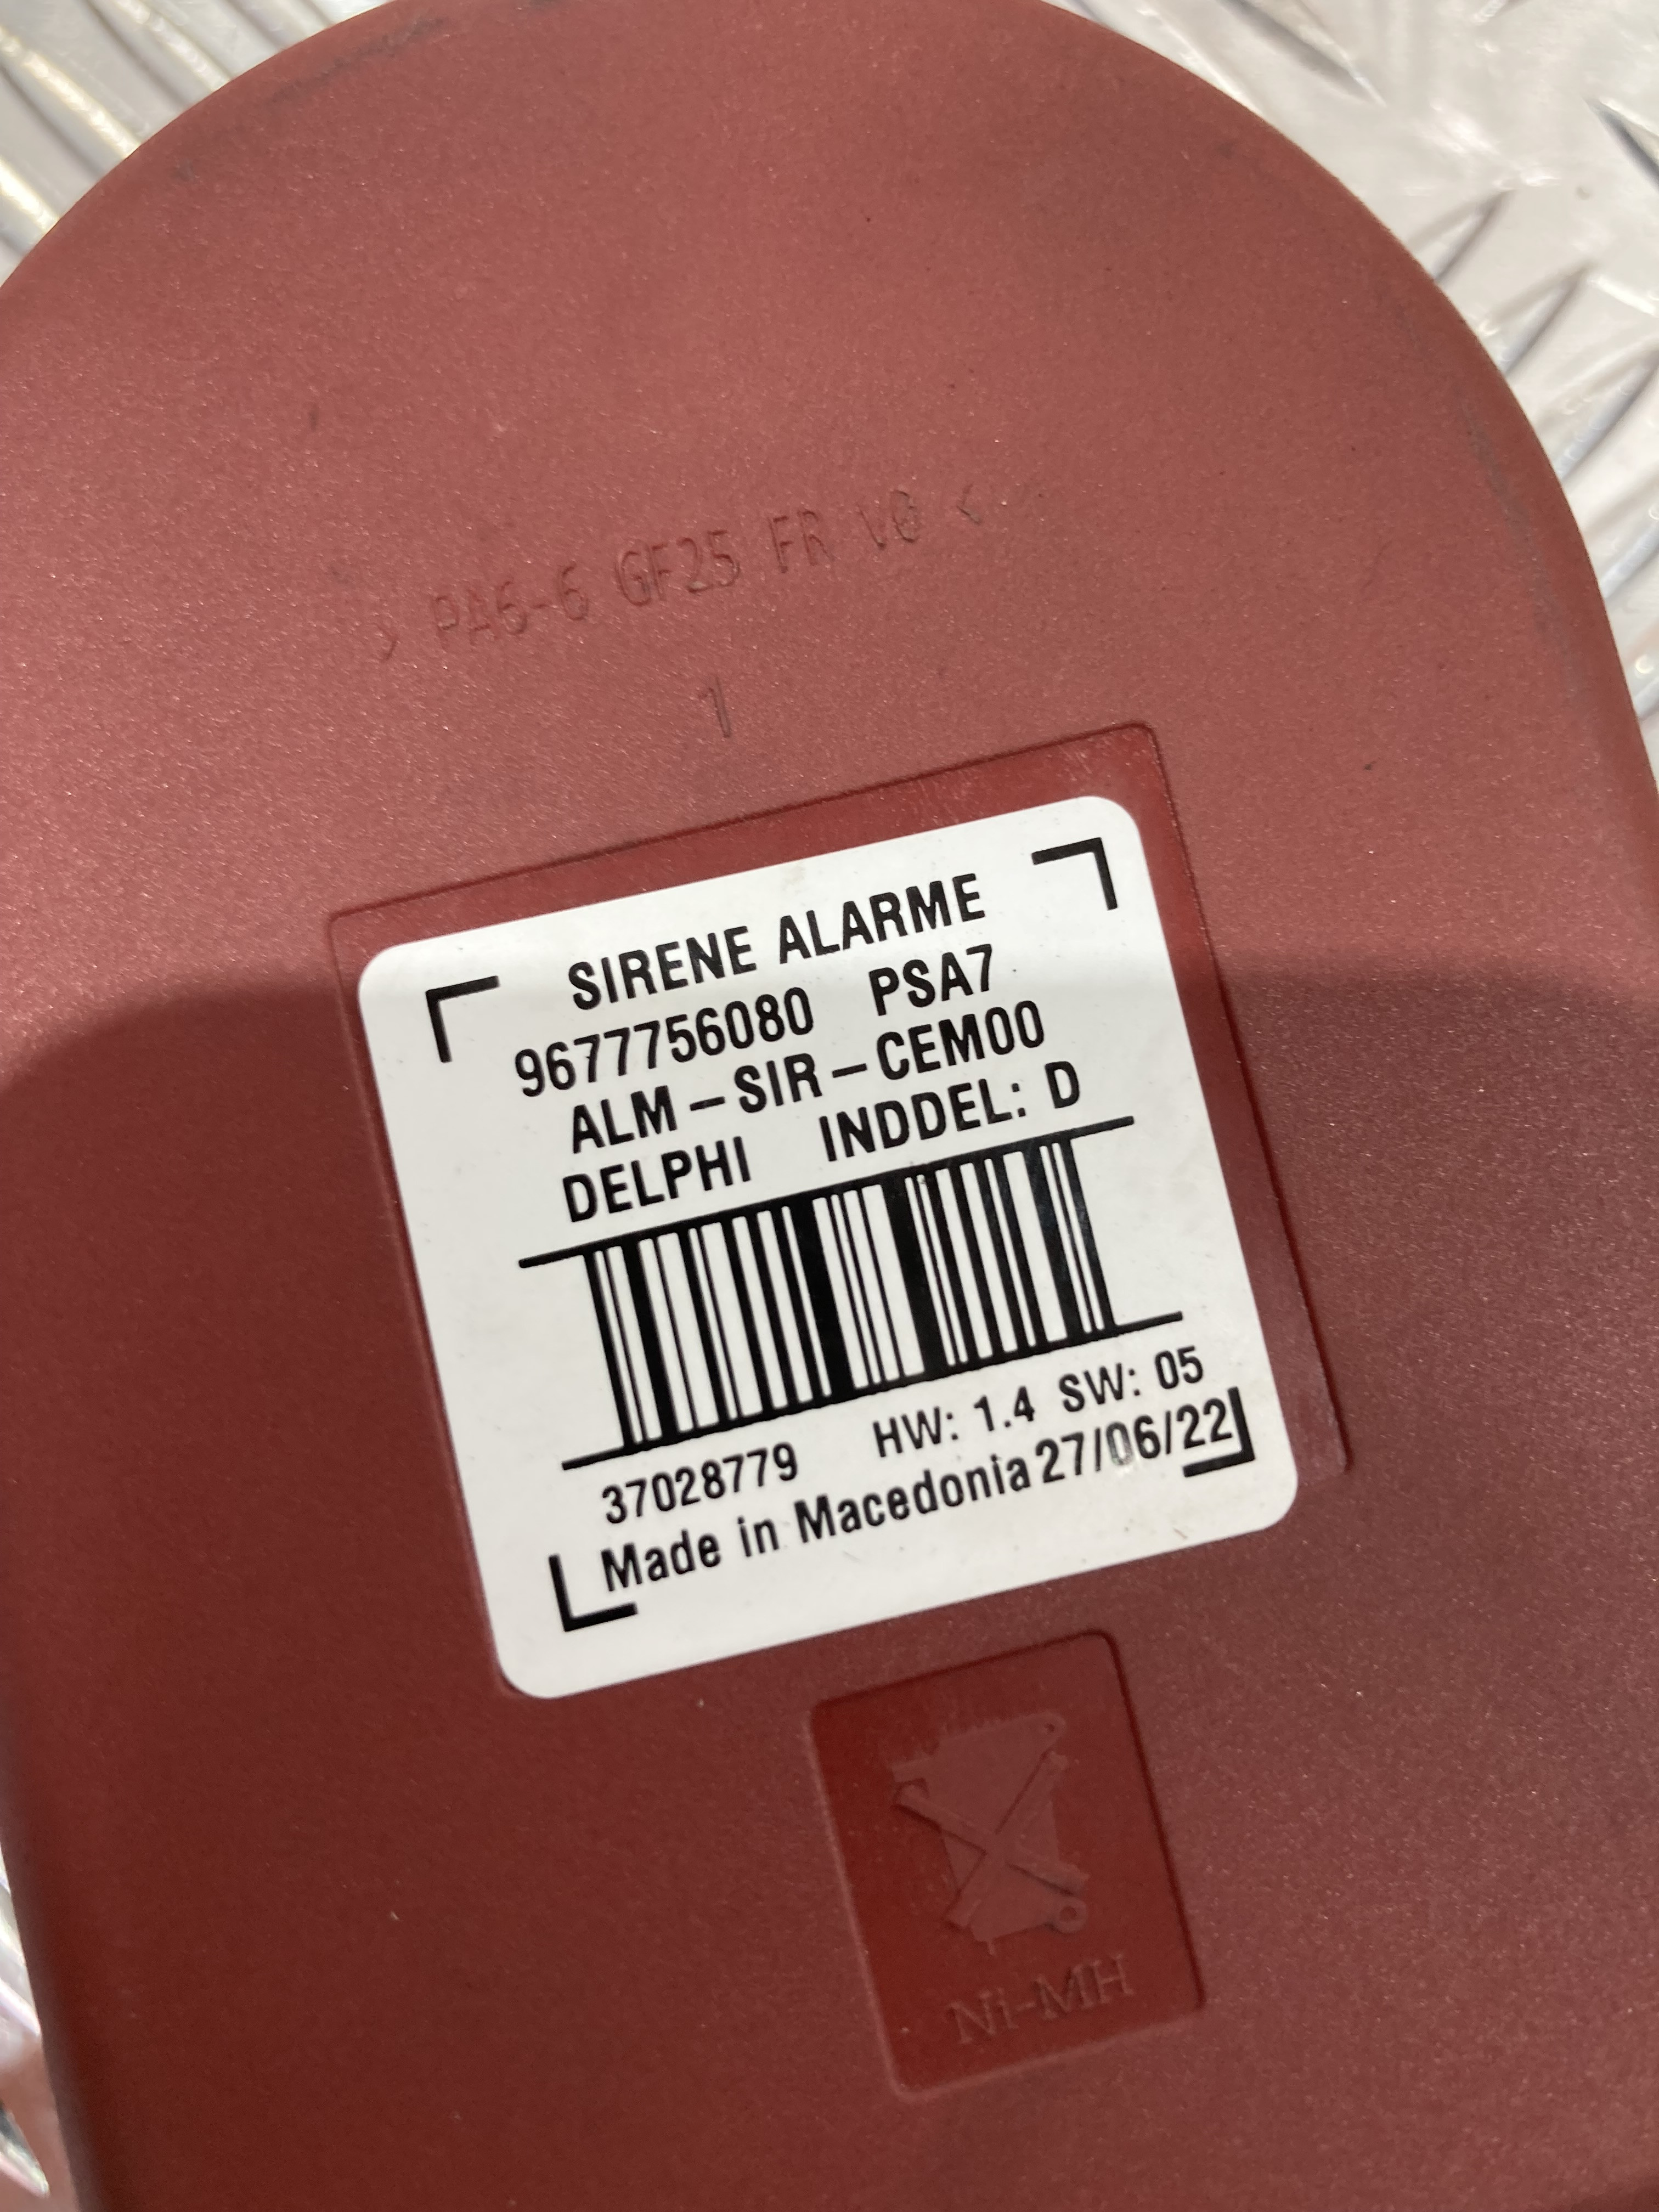 > PA6-6 GF25 FR V0 <
1
SIRENE ALARME
9677756080 PSA7
ALM-SIR-CEM00
DELPHI INDDEL: D
37028779 HW: 1.4 SW: 05
Made in Macedonia 27/06/22
Ni-MH